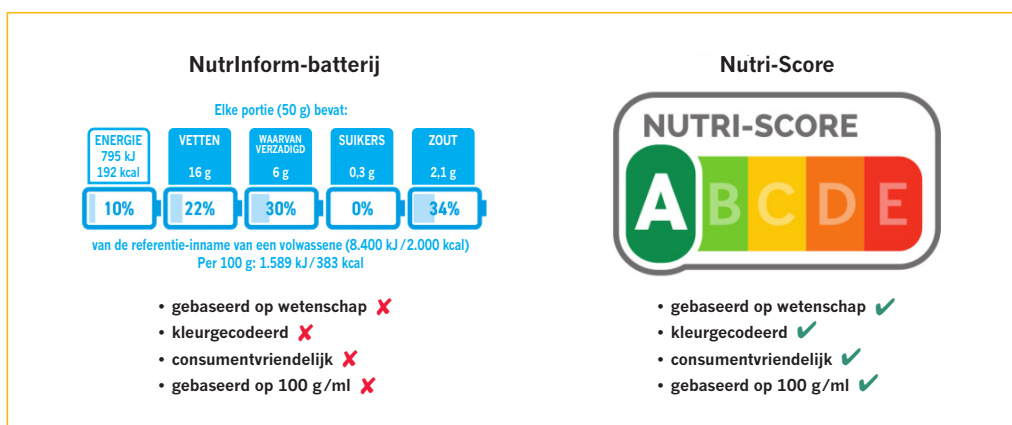 NutrInform-batterij
Elke portie (50 g) bevat:
ENERGIE
795 kJ
192 kcal
VETTEN
16 g
WAARVAN
VERZADIGD
6 g
SUIKERS
0,3 g
ZOUT
2,1 g
10%
22%
30%
0%
34%
van de referentie-inname van een volwassene (8.400 kJ / 2.000 kcal)
Per 100 g: 1.589 kJ / 383 kcal
• gebaseerd op wetenschap ✘
• kleurgecodeerd ✘
• consumentvriendelijk ✘
• gebaseerd op 100 g/ml ✘
Nutri-Score
NUTRI-SCORE
A B C D E
• gebaseerd op wetenschap ✔
• kleurgecodeerd ✔
• consumentvriendelijk ✔
• gebaseerd op 100 g/ml ✔